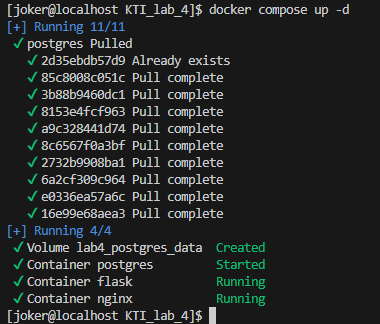 [joker@localhost KTI_lab_4]$ docker compose up -d
[+] Running 11/11
✔ postgres Pulled
✔ 2d35ebdb57d9 Already exists
✔ 85c8008c051c Pull complete
✔ 3b88b9460dc1 Pull complete
✔ 8153e4fcf963 Pull complete
✔ a9c328441d74 Pull complete
✔ 8c6567f0a3bf Pull complete
✔ 2732b9908ba1 Pull complete
✔ 6a2cf309c964 Pull complete
✔ e0336ea57a6c Pull complete
✔ 16e99e68aea3 Pull complete
[+] Running 4/4
✔ Volume lab4_postgres_data Created
✔ Container postgres Started
✔ Container flask Running
✔ Container nginx Running
[joker@localhost KTI_lab_4]$